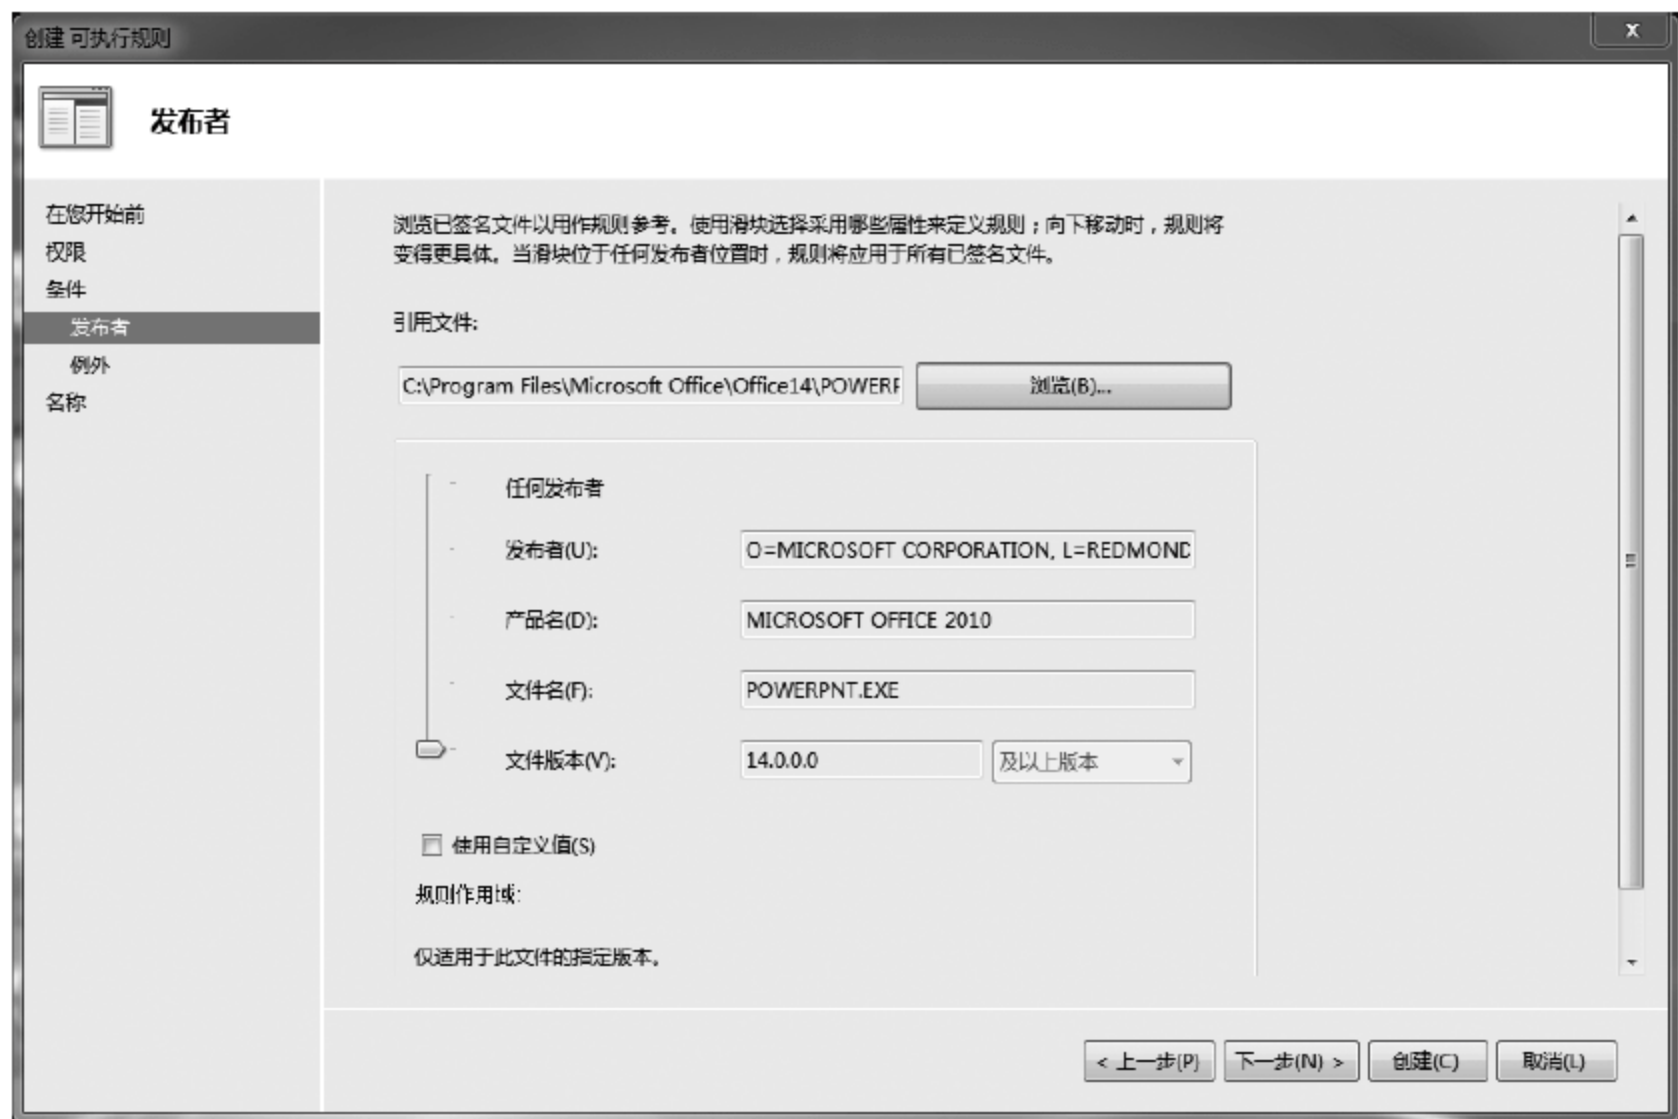 创建 可执行规则
x
发布者
在您开始前
权限
条件
发布者
例外
名称
浏览已签名文件以用作规则参考。使用滑块选择采用哪些属性来定义规则；向下移动时，规则将
变得更具体。当滑块位于任何发布者位置时，规则将应用于所有已签名文件。
引用文件:
C:\Program Files\Microsoft Office\Office14\POWERP
浏览(B)...
任何发布者
发布者(U):
O=MICROSOFT CORPORATION, L=REDMOND
产品名(D):
MICROSOFT OFFICE 2010
文件名(F):
POWERPNT.EXE
文件版本(V):
14.0.0.0
及以上版本
使用自定义值(S)
规则作用域:
仅适用于此文件的指定版本。
< 上一步(P)
下一步(N) >
创建(C)
取消(L)